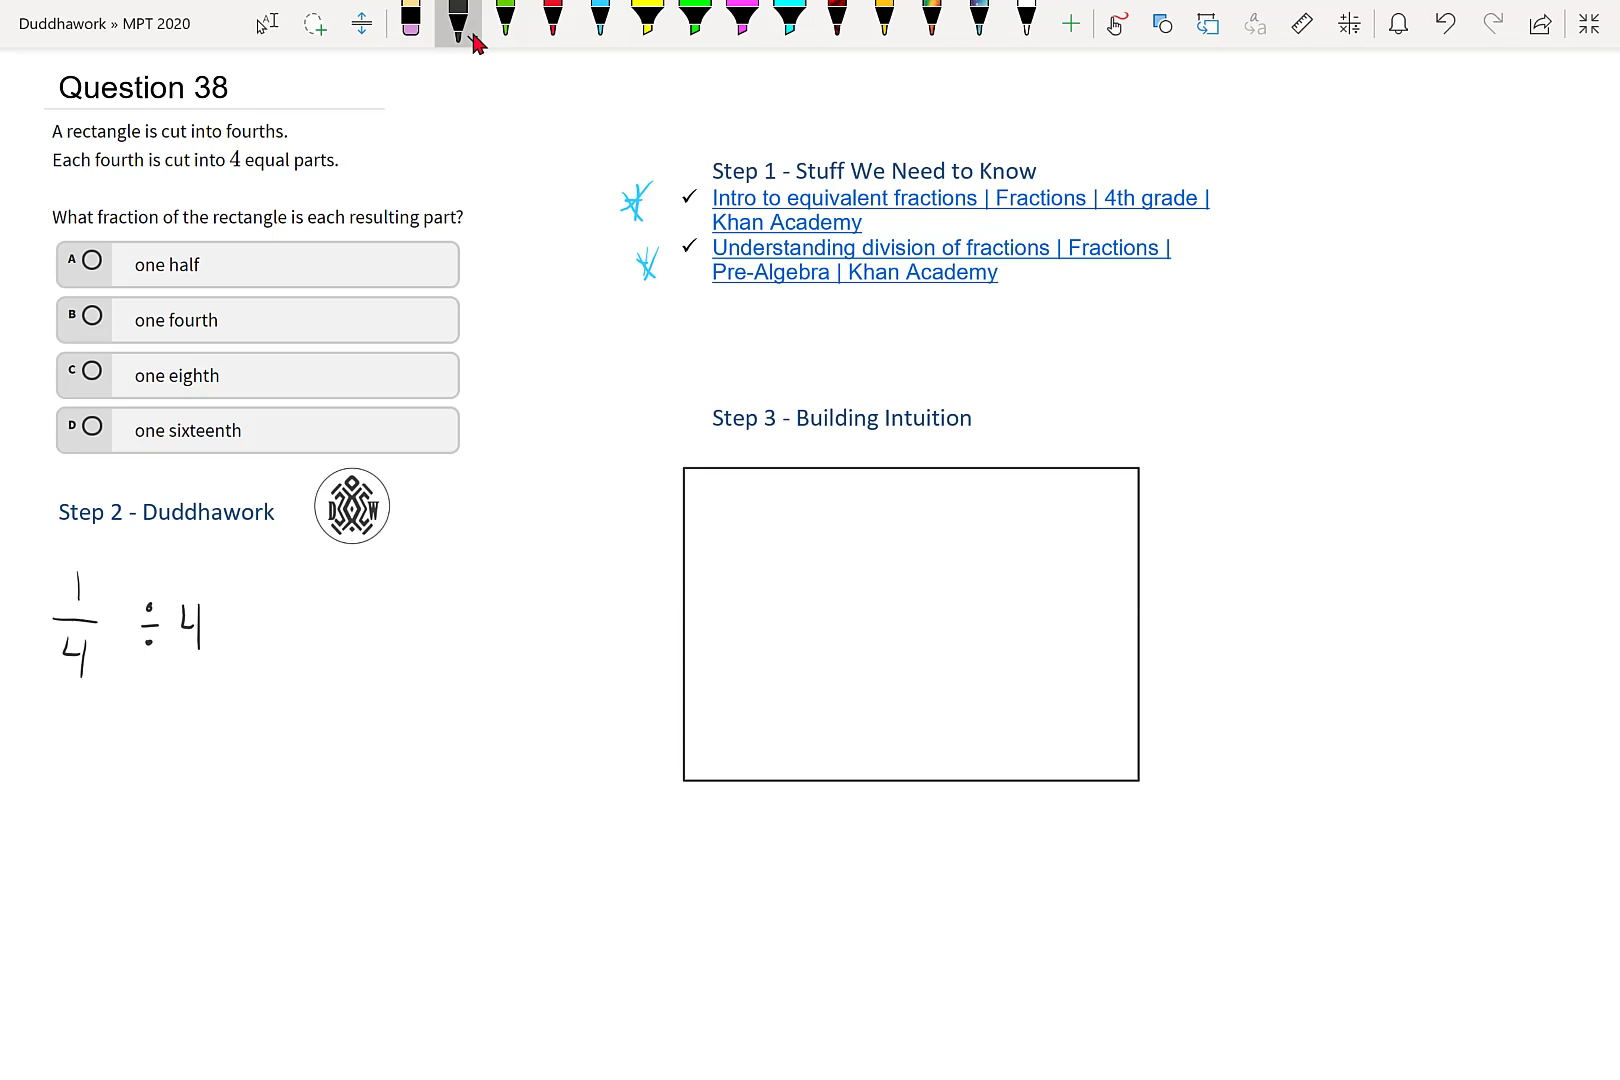 Duddhawork » MPT 2020
Question 38
A rectangle is cut into fourths.
Each fourth is cut into 4 equal parts.
What fraction of the rectangle is each resulting part?
A one half
B one fourth
C one eighth
D one sixteenth
Step 2 - Duddhawork
D W
1
4
÷ 4
Step 1 - Stuff We Need to Know
✓ Intro to equivalent fractions | Fractions | 4th grade |
Khan Academy
✓ Understanding division of fractions | Fractions |
Pre-Algebra | Khan Academy
Step 3 - Building Intuition